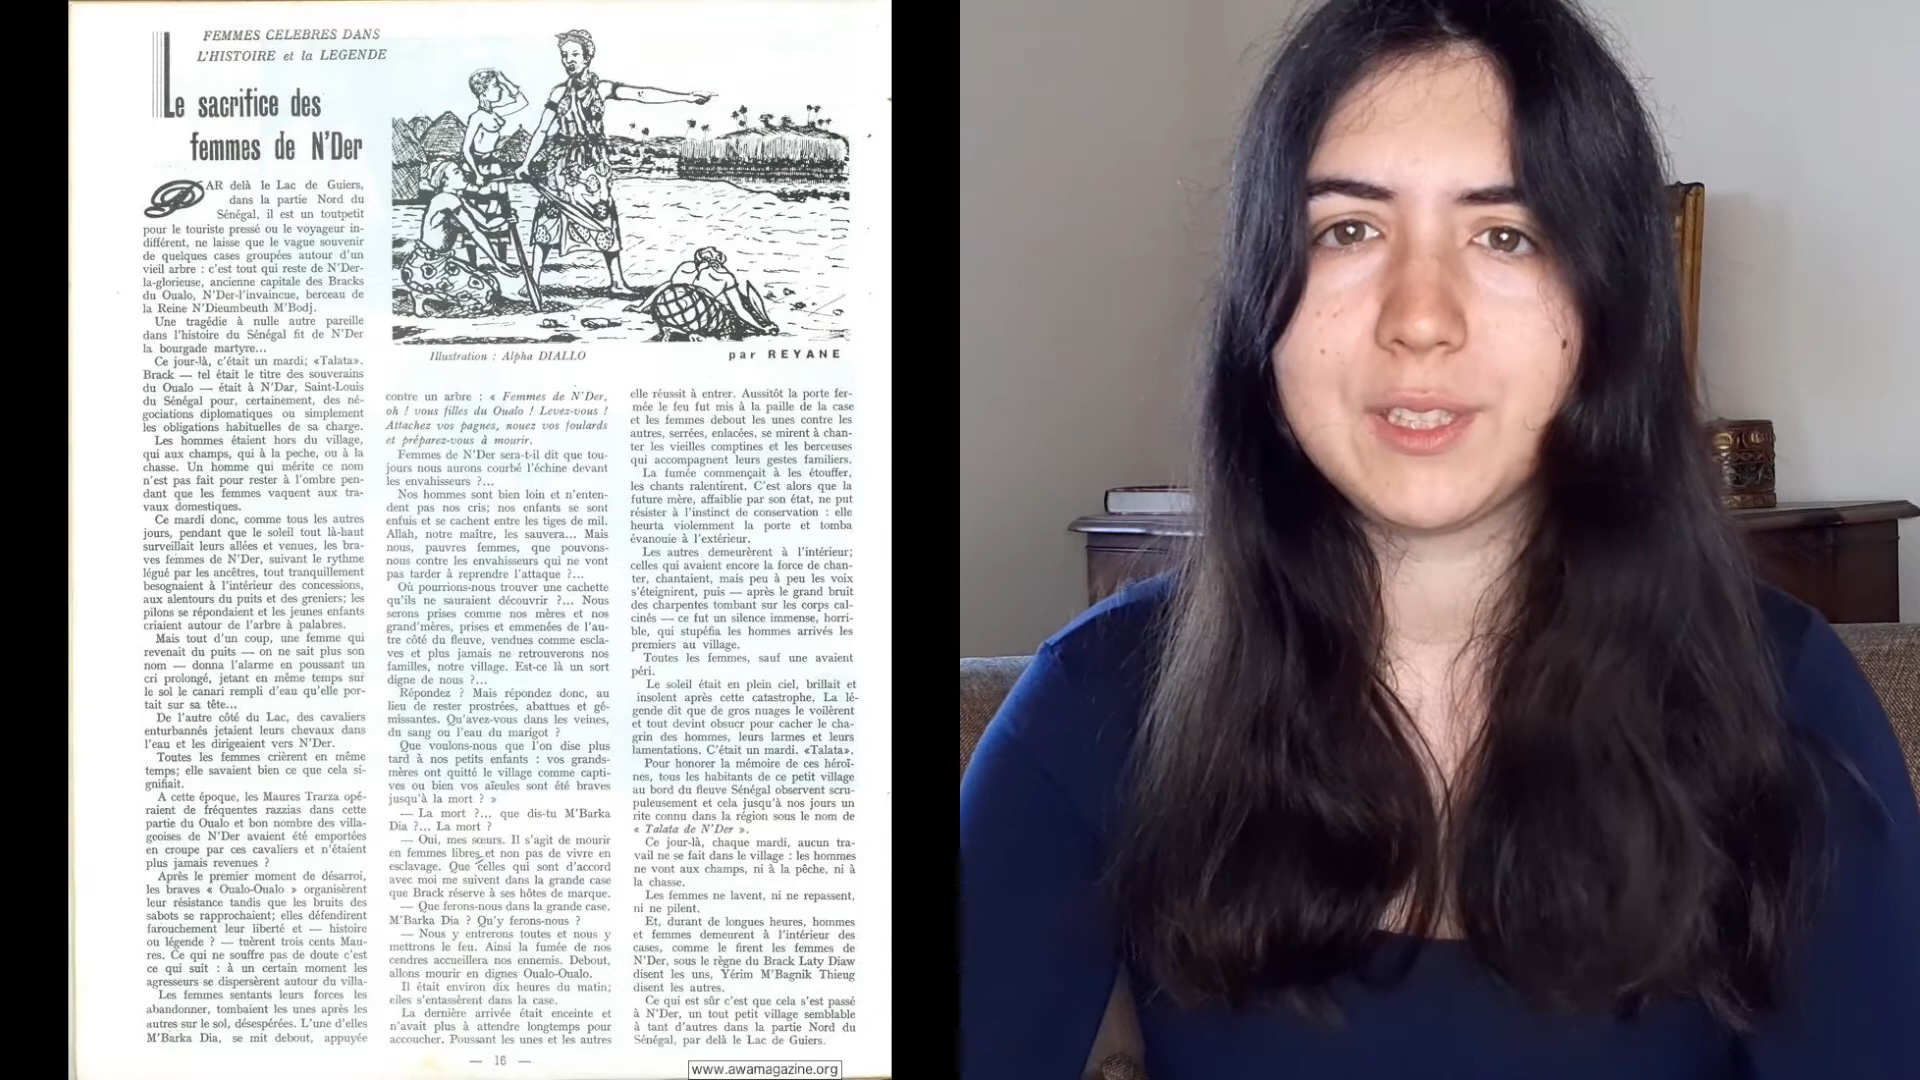 FEMMES CELEBRES DANS
L'HISTOIRE et la LEGENDE
Le sacrifice des
femmes de N'Der
PAR delà le Lac de Guiers,
dans la partie Nord du
Sénégal, il est un toutpetit
pour le touriste pressé ou le voyageur in-
différent, ne laisse que le vague souvenir
de quelques cases groupées autour d'un
vieil arbre : c'est tout qui reste de N'Der-
la-glorieuse, ancienne capitale des Bracks
du Oualo, N'Der-l'invaincue, berceau de
la Reine N'Dieumbeuth M'Bodj.
Une tragédie à nulle autre pareille
dans l'histoire du Sénégal fit de N'Der
la bourgade martyre...
Ce jour-là, c'était un mardi; «Talata».
Brack — tel était le titre des souverains
du Oualo — était à N'Dar, Saint-Louis
du Sénégal pour, certainement, des né-
gociations diplomatiques ou simplement
les obligations habituelles de sa charge.
Les hommes étaient hors du village,
qui aux champs, qui à la peche, ou à la
chasse. Un homme qui mérite ce nom
n'est pas fait pour rester à l'ombre pen-
dant que les femmes vaquent aux tra-
vaux domestiques.
Ce mardi donc, comme tous les autres
jours, pendant que le soleil tout là-haut
surveillait leurs allées et venues, les bra-
ves femmes de N'Der, suivant le rythme
légué par les ancêtres, tout tranquillement
besognaient à l'intérieur des concessions,
aux alentours du puits et des greniers; les
pilons se répondaient et les jeunes enfants
criaient autour de l'arbre à palabres.
Mais tout d'un coup, une femme qui
revenait du puits — on ne sait plus son
nom — donna l'alarme en poussant un
cri prolongé, jetant en même temps sur
le sol le canari rempli d'eau qu'elle por-
tait sur sa tête...
De l'autre côté du Lac, des cavaliers
enturbannés jetaient leurs chevaux dans
l'eau et les dirigeaient vers N'Der.
Toutes les femmes crièrent en même
temps; elle savaient bien ce que cela si-
gnifiait.
A cette époque, les Maures Trarza opé-
raient de fréquentes razzias dans cette
partie du Oualo et bon nombre des villa-
geoises de N'Der avaient été emportées
en croupe par ces cavaliers et n'étaient
plus jamais revenues ?
Après le premier moment de désarroi,
les braves « Oualo-Oualo » organisèrent
leur résistance tandis que les bruits des
sabots se rapprochaient; elles défendirent
farouchement leur liberté et — histoire
ou légende ? — tuèrent trois cents Mau-
res. Ce qui ne souffre pas de doute c'est
ce qui suit : à un certain moment les
agresseurs se dispersèrent autour du villa-
Les femmes sentants leurs forces les
abandonner, tombaient les unes après les
autres sur le sol, désespérées. L'une d'elles
M'Barka Dia, se mit debout, appuyée
Illustration : Alpha DIALLO
par REYANE
contre un arbre : « Femmes de N'Der,
oh ! vous filles du Oualo ! Levez-vous !
Attachez vos pagnes, nouez vos foulards
et préparez-vous à mourir.
Femmes de N'Der sera-t-il dit que tou-
jours nous aurons courbé l'échine devant
les envahisseurs ?...
Nos hommes sont bien loin et n'enten-
dent pas nos cris; nos enfants se sont
enfuis et se cachent entre les tiges de mil.
Allah, notre maître, les sauvera... Mais
nous, pauvres femmes, que pouvons-
nous contre les envahisseurs qui ne vont
pas tarder à reprendre l'attaque ?...
Où pourrions-nous trouver une cachette
qu'ils ne sauraient découvrir ?... Nous
serons prises comme nos mères et nos
grand'mères, prises et emmenées de l'au-
tre côté du fleuve, vendues comme escla-
ves et plus jamais ne retrouverons nos
familles, notre village. Est-ce là un sort
digne de nous ?...
Répondez ? Mais répondez donc, au
lieu de rester prostrées, abattues et gé-
missantes. Qu'avez-vous dans les veines,
du sang ou l'eau du marigot ?
Que voulons-nous que l'on dise plus
tard à nos petits enfants : vos grands-
mères ont quitté le village comme capti-
ves ou bien vos aïeules sont été braves
jusqu'à la mort ? »
— La mort ?... que dis-tu M'Barka
Dia ?... La mort ?
— Oui, mes sœurs. Il s'agit de mourir
en femmes libres et non pas de vivre en
esclavage. Que celles qui sont d'accord
avec moi me suivent dans la grande case
que Brack réserve à ses hôtes de marque.
— Que ferons-nous dans la grande case,
M'Barka Dia ? Qu'y ferons-nous ?
— Nous y entrerons toutes et nous y
mettrons le feu. Ainsi la fumée de nos
cendres accueillera nos ennemis. Debout,
allons mourir en dignes Oualo-Oualo.
Il était environ dix heures du matin;
elles s'entassèrent dans la case.
La dernière arrivée était enceinte et
n'avait plus à attendre longtemps pour
accoucher. Poussant les unes et les autres
elle réussit à entrer. Aussitôt la porte fer-
mée le feu fut mis à la paille de la case
et les femmes debout les unes contre les
autres, serrées, enlacées, se mirent à chan-
ter les vieilles comptines et les berceuses
qui accompagnent leurs gestes familiers.
La fumée commençait à les étouffer,
les chants ralentirent. C'est alors que la
future mère, affaiblie par son état, ne put
résister à l'instinct de conservation : elle
heurta violemment la porte et tomba
évanouie à l'extérieur.
Les autres demeurèrent à l'intérieur;
celles qui avaient encore la force de chan-
ter, chantaient, mais peu à peu les voix
s'éteignirent, puis — après le grand bruit
des charpentes tombant sur les corps cal-
cinés — ce fut un silence immense, horri-
ble, qui stupéfia les hommes arrivés les
premiers au village.
Toutes les femmes, sauf une avaient
péri.
Le soleil était en plein ciel, brillait et
insolent après cette catastrophe. La lé-
gende dit que de gros nuages le voilèrent
et tout devint obsucr pour cacher le cha-
grin des hommes, leurs larmes et leurs
lamentations. C'était un mardi. «Talata».
Pour honorer la mémoire de ces héroï-
nes, tous les habitants de ce petit village
au bord du fleuve Sénégal observent scru-
puleusement et cela jusqu'à nos jours un
rite connu dans la région sous le nom de
« Talata de N'Der ».
Ce jour-là, chaque mardi, aucun tra-
vail ne se fait dans le village : les hommes
ne vont aux champs, ni à la pêche, ni à
la chasse.
Les femmes ne lavent, ni ne repassent,
ni ne pilent.
Et, durant de longues heures, hommes
et femmes demeurent à l'intérieur des
cases, comme le firent les femmes de
N'Der, sous le règne du Brack Laty Diaw
disent les uns, Yérim M'Bagnik Thieug
disent les autres.
Ce qui est sûr c'est que cela s'est passé
à N'Der, un tout petit village semblable
à tant d'autres dans la partie Nord du
Sénégal, par delà le Lac de Guiers.
— 16 —
www.awamagazine.org